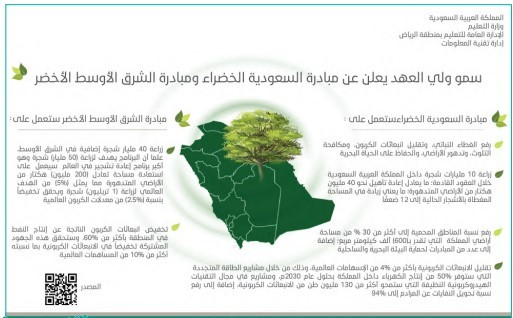 المملكة العربية السعودية
وزارة التعليم
الإدارة العامة للتعليم بمنطقة الرياض
إدارة تقنية المعلومات
سمو ولي العهد يعلن عن مبادرة السعودية الخضراء ومبادرة الشرق الأوسط الأخضر
مبادرة السعودية الخضراءستعمل على :
رفع الغطاء النباتي، وتقليل انبعاثات الكربون، ومكافحة
التلوث، وتدهور الأراضي، والحفاظ على الحياة البحرية
زراعة 10 مليارات شجرة داخل المملكة العربية السعودية
خلال العقود القادمة؛ ما يعادل إعادة تاهيل نحو 40 مليون
هكتار من الأراضي المتدهورة؛ ما يعني زيادة في المساحة
المغطاة بالأشجار الحالية إلى 12 ضعفًا
رفع نسبة المناطق المحمية إلى أكثر من 30 % من مساحة
أراضي المملكة التي تقدر بـ(600) ألف كيلومتر مربع؛ إضافة
إلى عدد من المبادرات لحماية البيئة البحرية والساحلية
تقليل الانبعاثات الكربونية بأكثر من 4% من الإسهامات العالمية، وذلك من خلال مشاريع الطاقة المتجددة
التي ستوفر 50% من إنتاج الكهرباء داخل المملكة بحلول عام 2030م، ومشاريع في مجال التقنيات
الهيدروكربونية النظيفة التي ستمحو أكثر من 130 مليون طن من الانبعاثات الكربونية، إضافة إلى رفع
نسبة تحويل النفايات عن المرادم إلى 94%
مبادرة الشرق الأوسط الأخضر ستعمل على :
زراعة 40 مليار شجرة إضافية في الشرق الأوسط،
علما أن البرنامج يهدف لزراعة (50 مليار) شجرة وهو
أكبر برنامج إعادة تشجير في العالم سيعمل على
استعادة مساحة تعادل (200 مليون) هكتار من
الأراضي المتدهورة مما يمثل (5%) من الهدف
العالمي لزراعة (1 تريليون) شجرة ويحقق تخفيضاً
بنسبة (2.5%) من معدلات الكربون العالمية
تخفيض انبعاثات الكربون الناتجة عن إنتاج النفط
في المنطقة بأكثر من 60%. وستحقق هذه الجهود
المشتركة تخفيضاً في الانبعاثات الكربونية بما نسبته
أكثر من 10% من المساهمات العالمية
المصدر